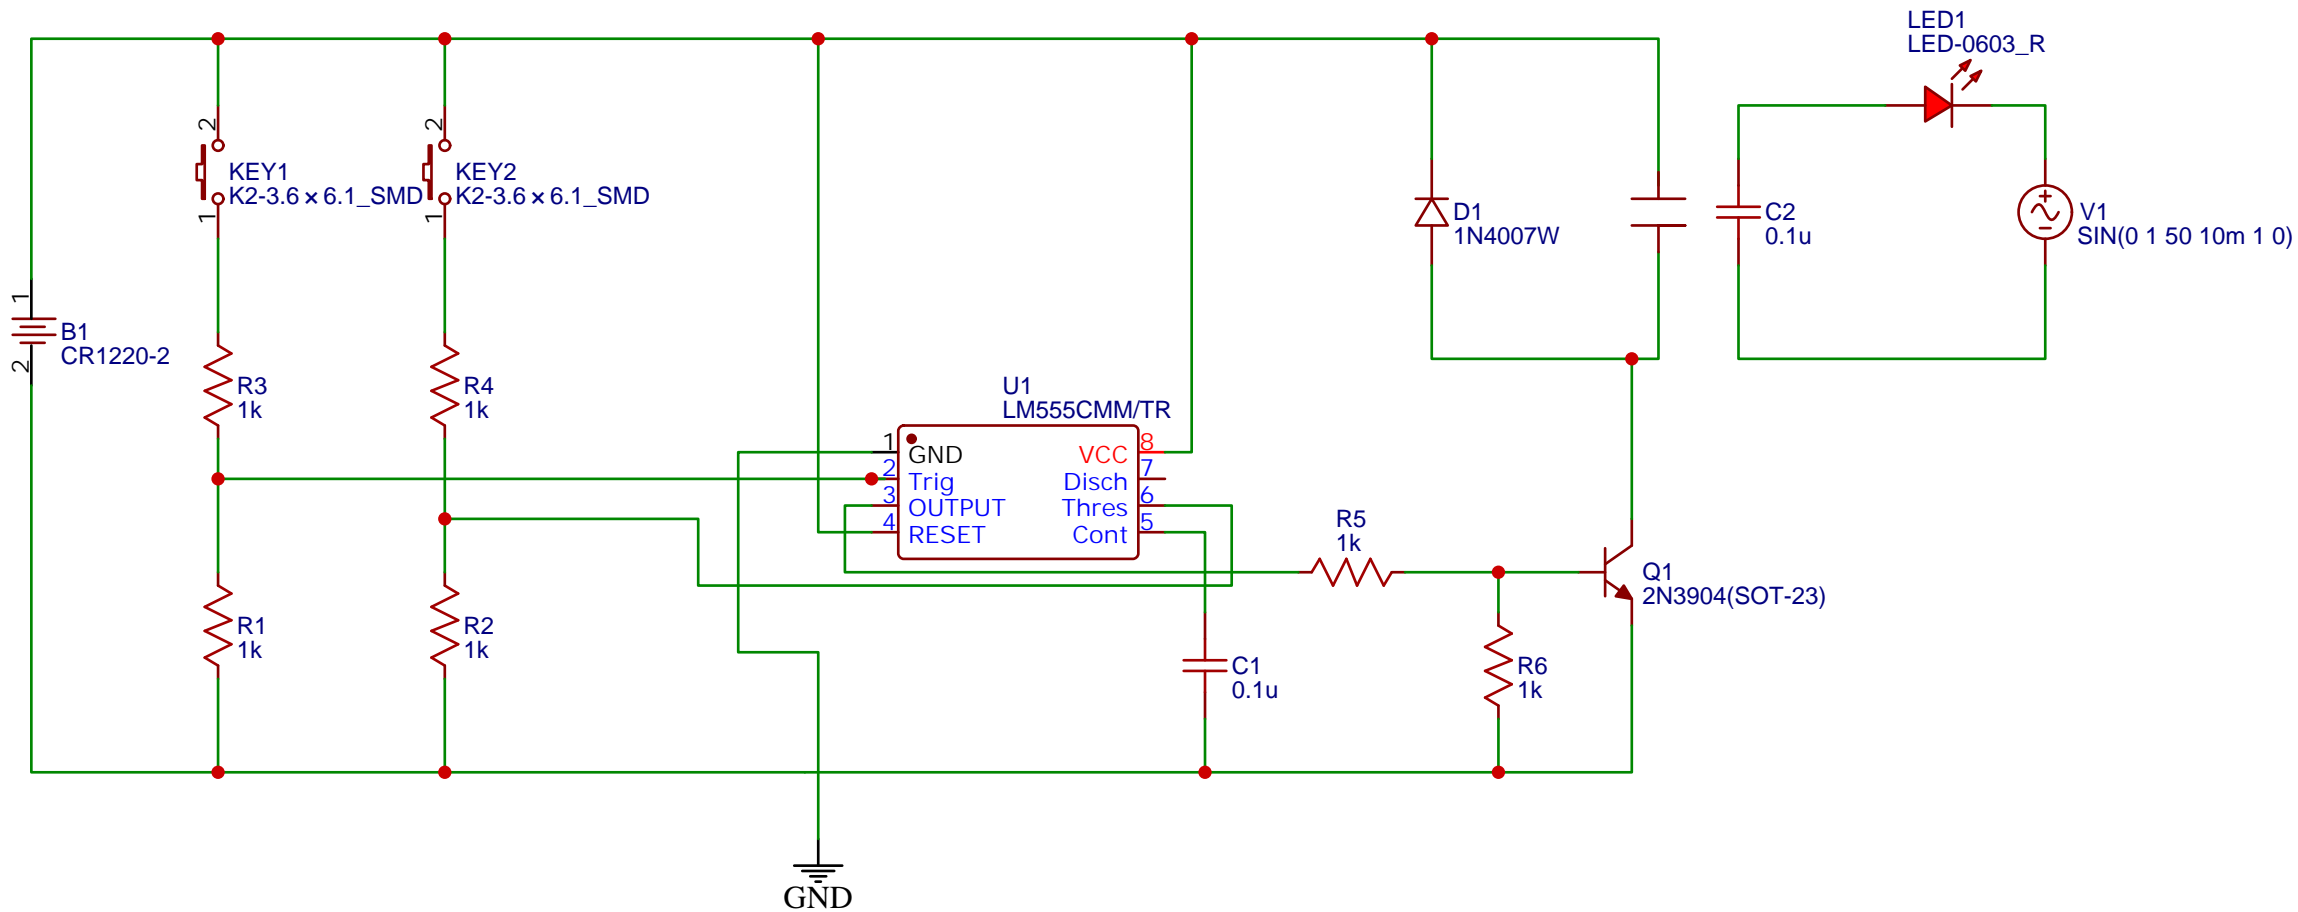 LED1
LED-0603_R
2
KEY1
K2-3.6×6.1_SMD
1
2
KEY2
K2-3.6×6.1_SMD
1
D1
1N4007W
C2
0.1u
V1
SIN(0 1 50 10m 1 0)
1
B1
CR1220-2
2
R3
1k
R4
1k
U1
LM555CMM/TR
1
GND
2
Trig
3
OUTPUT
4
RESET
VCC
8
Disch
7
Thres
6
Cont
5
R5
1k
Q1
2N3904(SOT-23)
R1
1k
R2
1k
C1
0.1u
R6
1k
GND